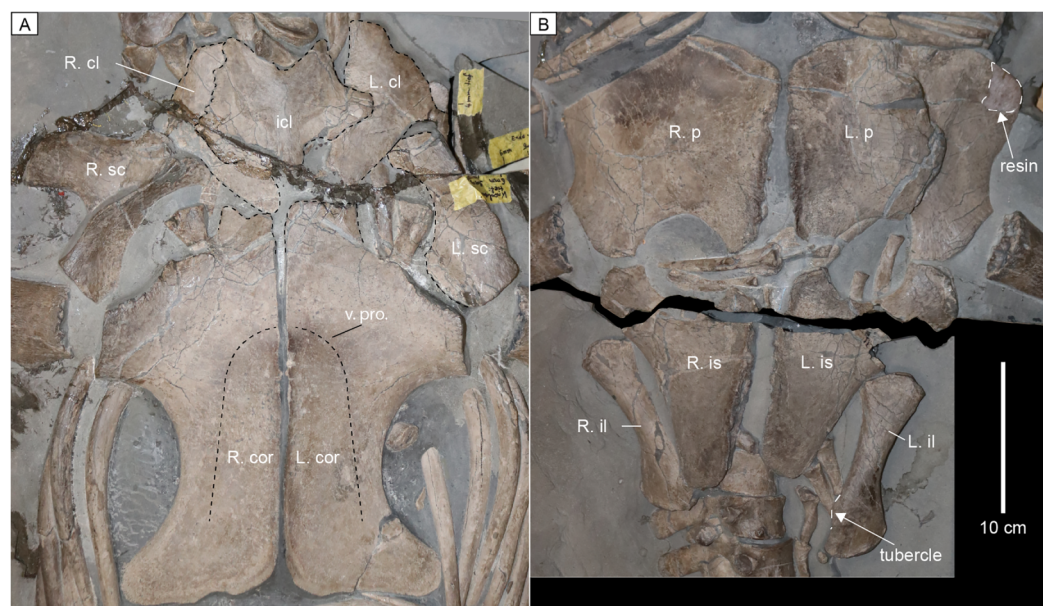 A
B
R. cl
L. cl
icl
R. sc
L. sc
v. pro.
R. cor
L. cor
R. p
L. p
resin
R. is
L. is
R. il
L. il
tubercle
10 cm